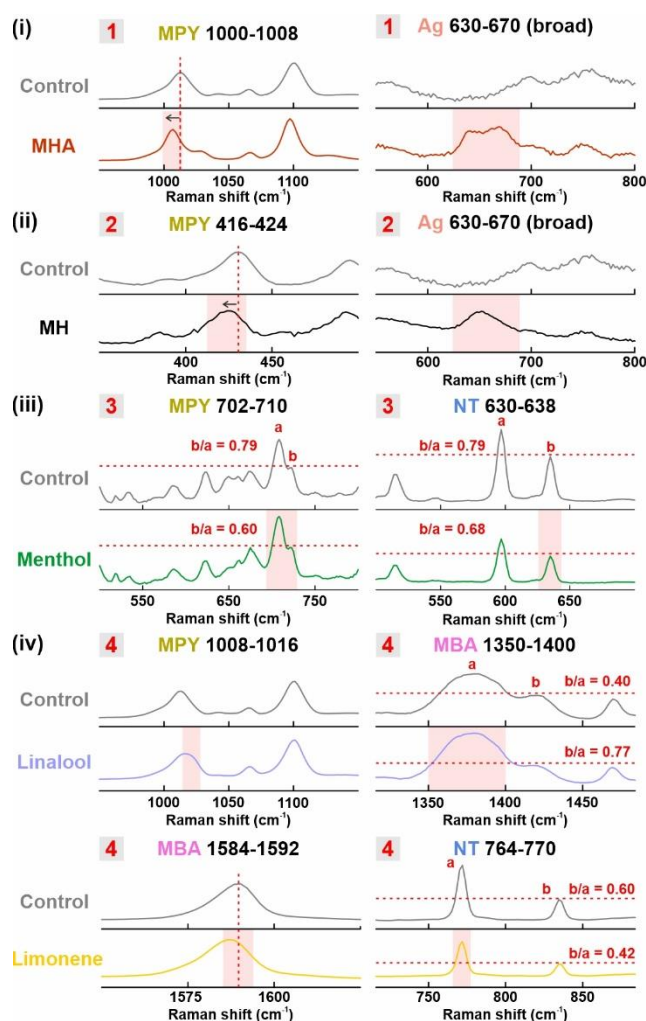 (i)
1 MPY 1000-1008
1 Ag 630-670 (broad)
Control
MHA
1000 1050 1100
Raman shift (cm-1)
600 700 800
Raman shift (cm-1)
(ii)
2 MPY 416-424
2 Ag 630-670 (broad)
Control
MH
400 450
Raman shift (cm-1)
600 700 800
Raman shift (cm-1)
(iii)
3 MPY 702-710
3 NT 630-638
Control
b/a = 0.79
a
b
b/a = 0.79
a
b
Menthol
b/a = 0.60
b/a = 0.68
550 650 750
Raman shift (cm-1)
550 600 650
Raman shift (cm-1)
(iv)
4 MPY 1008-1016
4 MBA 1350-1400
Control
a
b
b/a = 0.40
Linalool
b/a = 0.77
1000 1050 1100
Raman shift (cm-1)
1350 1400 1450
Raman shift (cm-1)
4 MBA 1584-1592
4 NT 764-770
Control
a
b
b/a = 0.60
Limonene
b/a = 0.42
1575 1600
Raman shift (cm-1)
750 800 850
Raman shift (cm-1)